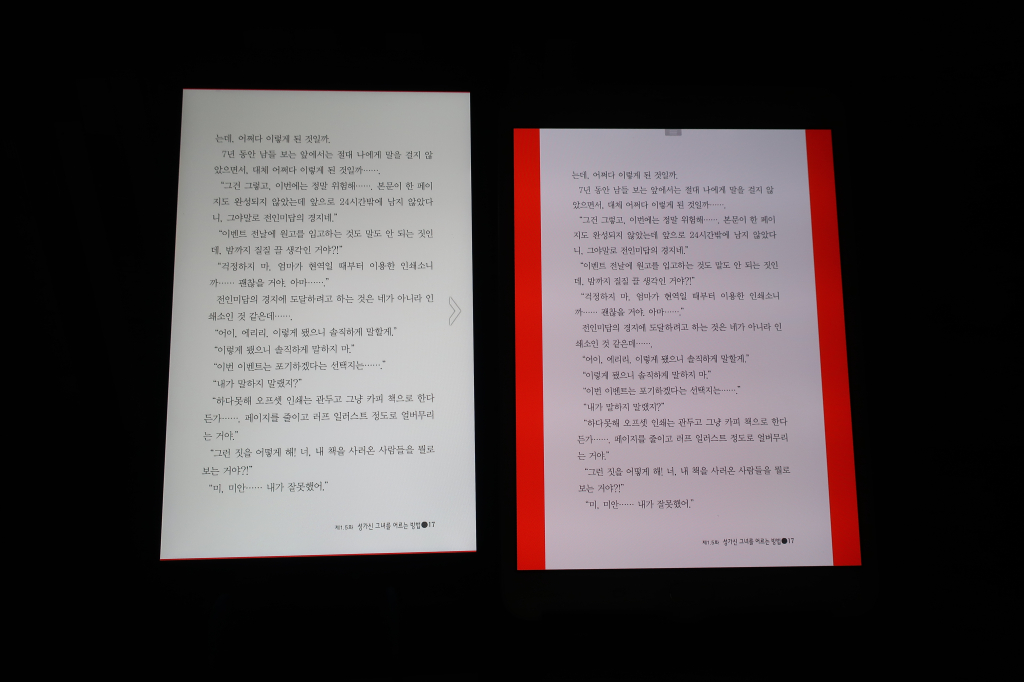 는데, 어쩌다 이렇게 된 것일까.
7년 동안 남들 보는 앞에서는 절대 나에게 말을 걸지 않
았으면서, 대체 어쩌다 이렇게 된 것일까…….
“그건 그렇고, 이번에는 정말 위험해……. 본문이 한 페이
지도 완성되지 않았는데 앞으로 24시간밖에 남지 않았다
니, 그야말로 전인미답의 경지네.”
“이벤트 전날에 원고를 입고하는 것도 말도 안 되는 짓인
데, 밤까지 질질 끌 생각인 거야?!”
“걱정하지 마. 엄마가 현역일 때부터 이용한 인쇄소니
까…… 괜찮을 거야. 아마…….”
전인미답의 경지에 도달하려고 하는 것은 네가 아니라 인
쇄소인 것 같은데…….
“어이, 에리리. 이렇게 됐으니 솔직하게 말할게.”
“이렇게 됐으니 솔직하게 말하지 마.”
“이번 이벤트는 포기하겠다는 선택지는…….”
“내가 말하지 말랬지?”
“하다못해 오프셋 인쇄는 관두고 그냥 카피 책으로 한다
든가……. 페이지를 줄이고 러프 일러스트 정도로 얼버무리
는 거야.”
“그런 짓을 어떻게 해! 너, 내 책을 사러온 사람들을 뭘로
보는 거야?!”
“미, 미안…… 내가 잘못했어.”
제1.5화 성가신 그녀를 어르는 방법●17
는데, 어쩌다 이렇게 된 것일까.
7년 동안 남들 보는 앞에서는 절대 나에게 말을 걸지 않
았으면서, 대체 어쩌다 이렇게 된 것일까…….
“그건 그렇고, 이번에는 정말 위험해……. 본문이 한 페이
지도 완성되지 않았는데 앞으로 24시간밖에 남지 않았다
니, 그야말로 전인미답의 경지네.”
“이벤트 전날에 원고를 입고하는 것도 말도 안 되는 짓인
데, 밤까지 질질 끌 생각인 거야?!”
“걱정하지 마. 엄마가 현역일 때부터 이용한 인쇄소니
까…… 괜찮을 거야. 아마…….”
전인미답의 경지에 도달하려고 하는 것은 네가 아니라 인
쇄소인 것 같은데…….
“어이, 에리리. 이렇게 됐으니 솔직하게 말할게.”
“이렇게 됐으니 솔직하게 말하지 마.”
“이번 이벤트는 포기하겠다는 선택지는…….”
“내가 말하지 말랬지?”
“하다못해 오프셋 인쇄는 관두고 그냥 카피 책으로 한다
든가……. 페이지를 줄이고 러프 일러스트 정도로 얼버무리
는 거야.”
“그런 짓을 어떻게 해! 너, 내 책을 사러온 사람들을 뭘로
보는 거야?!”
“미, 미안…… 내가 잘못했어.”
제1.5화 성가신 그녀를 어르는 방법●17